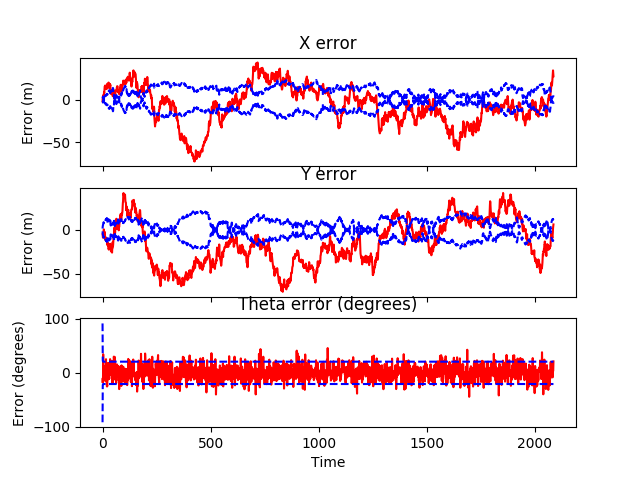 X error
0
−50
Error (m)
Y error
0
−50
Error (m)
Theta error (degrees)
100
0
−100
Error (degrees)
0
500
1000
1500
2000
Time